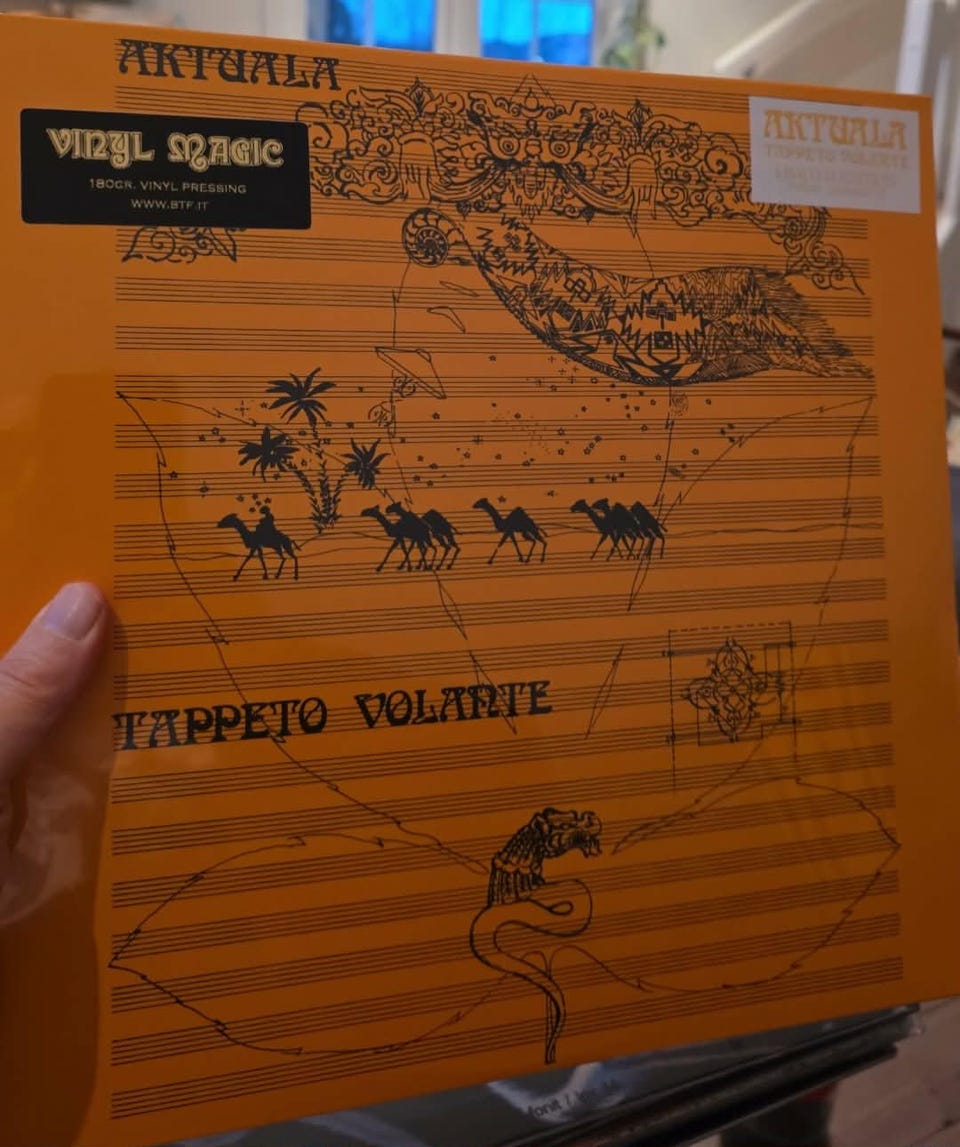 AKTUALA
VINYL MAGIC
180GR. VINYL PRESSING
WWW.BTF.IT
AKTUALA
TAPPETO VOLANTE
TAPPETO VOLANTE